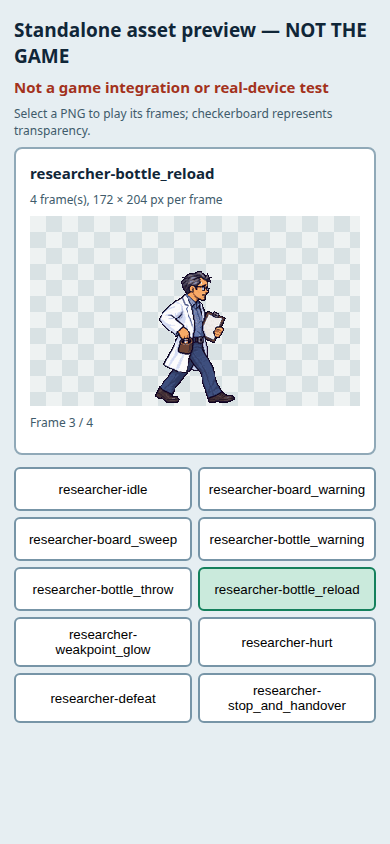 Standalone asset preview — NOT THE
GAME
Not a game integration or real-device test
Select a PNG to play its frames; checkerboard represents
transparency.
researcher-bottle_reload
4 frame(s), 172 × 204 px per frame
Frame 3 / 4
researcher-idle
researcher-board_warning
researcher-board_sweep
researcher-bottle_warning
researcher-bottle_throw
researcher-bottle_reload
researcher-
weakpoint_glow
researcher-hurt
researcher-defeat
researcher-
stop_and_handover